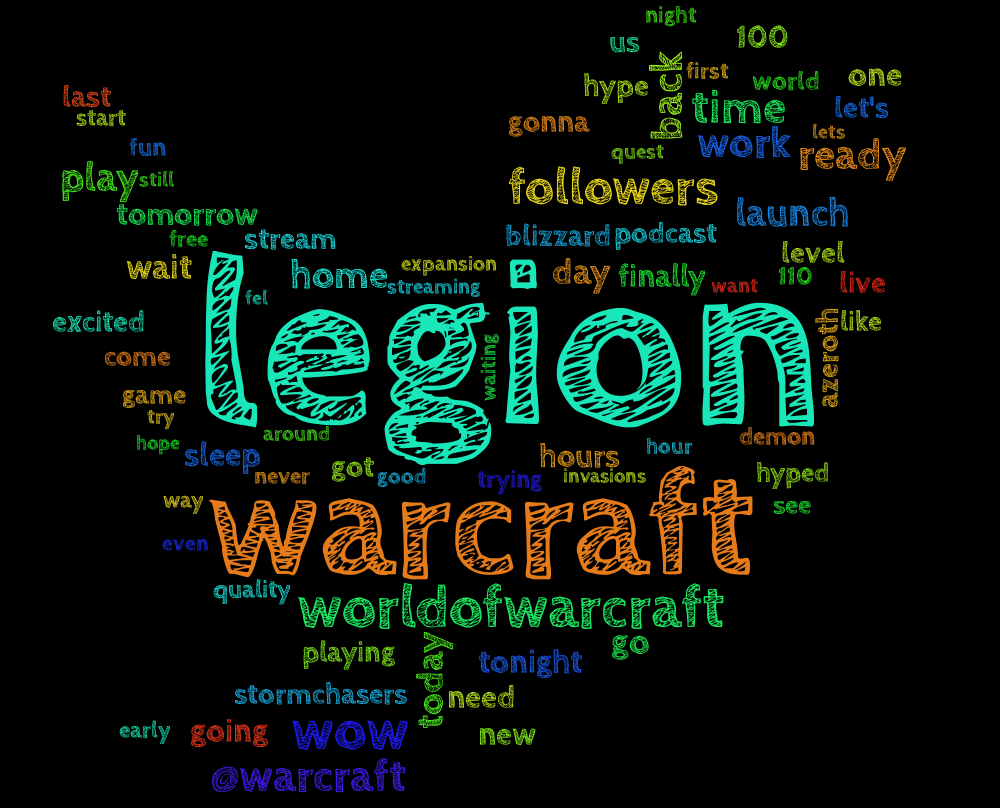 night
us
100
back
first
hype
world
one
last
time
let's
start
gonna
lets
fun
quest
work
ready
play
still
followers
tomorrow
launch
free
stream
blizzard
podcast
wait
home
expansion
level
streaming
day
finally
110
want
live
fel
legion
excited
waiting
azeroth
like
come
game
try
hope
around
demon
sleep
hours
hour
never
got
good
trying
invasions
hyped
way
see
warcraft
even
quality
worldofwarcraft
playing
today
tonight
go
stormchasers
need
early
going
wow
new
@warcraft